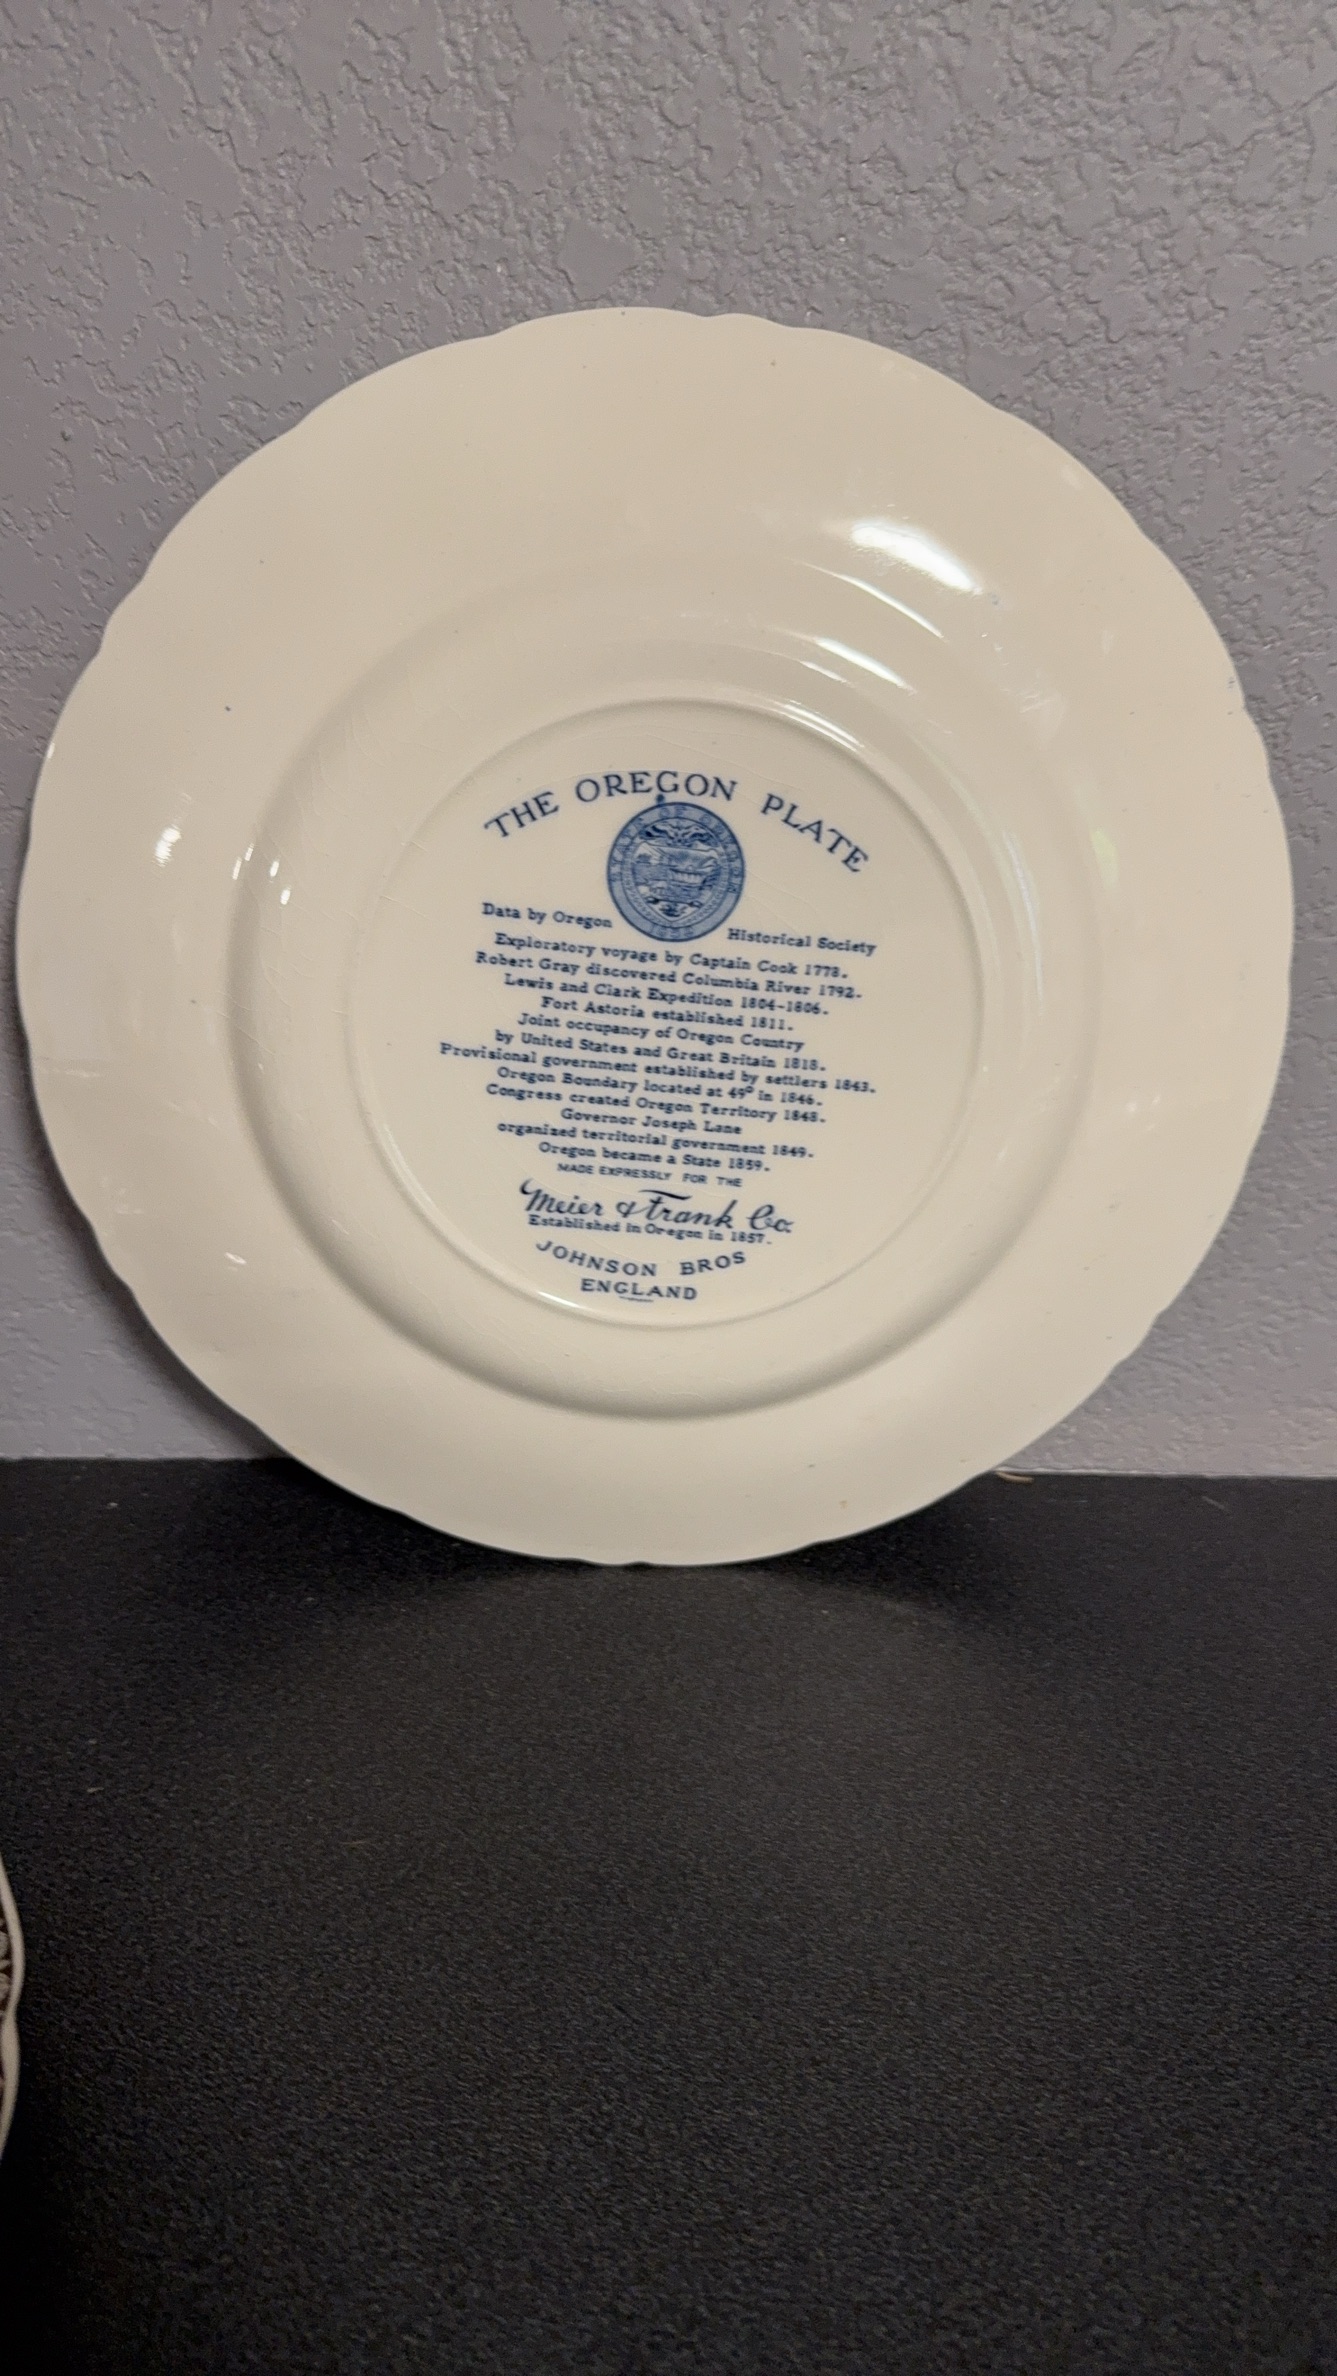 THE OREGON PLATE
STATE OF OREGON
1859
Data by Oregon Historical Society
Exploratory voyage by Captain Cook 1778.
Robert Gray discovered Columbia River 1792.
Lewis and Clark Expedition 1804-1806.
Fort Astoria established 1811.
Joint occupancy of Oregon Country
by United States and Great Britain 1818.
Provisional government established by settlers 1843.
Oregon Boundary located at 49° in 1846.
Congress created Oregon Territory 1848.
Governor Joseph Lane
organized territorial government 1849.
Oregon became a State 1859.
MADE EXPRESSLY FOR THE
Meier & Frank Co.
Established in Oregon in 1857.
JOHNSON BROS
ENGLAND